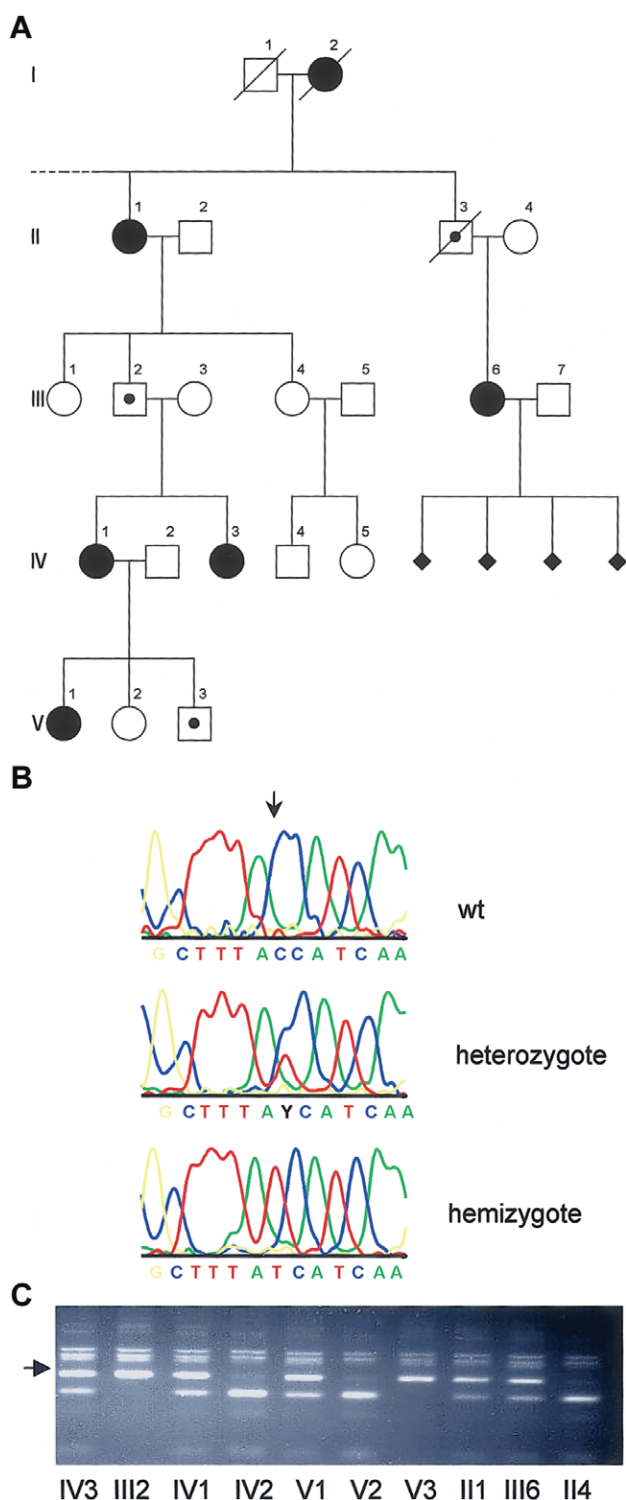 A
I
1 2
II
1 2 3 4
III
1 2 3 4 5 6 7
IV
1 2 3 4 5
V
1 2 3
B
wt
G C T T T A C C A T C A A
heterozygote
G C T T T A Y C A T C A A
hemizygote
G C T T T A T C A T C A A
C
IV3 III2 IV1 IV2 V1 V2 V3 II1 III6 II4